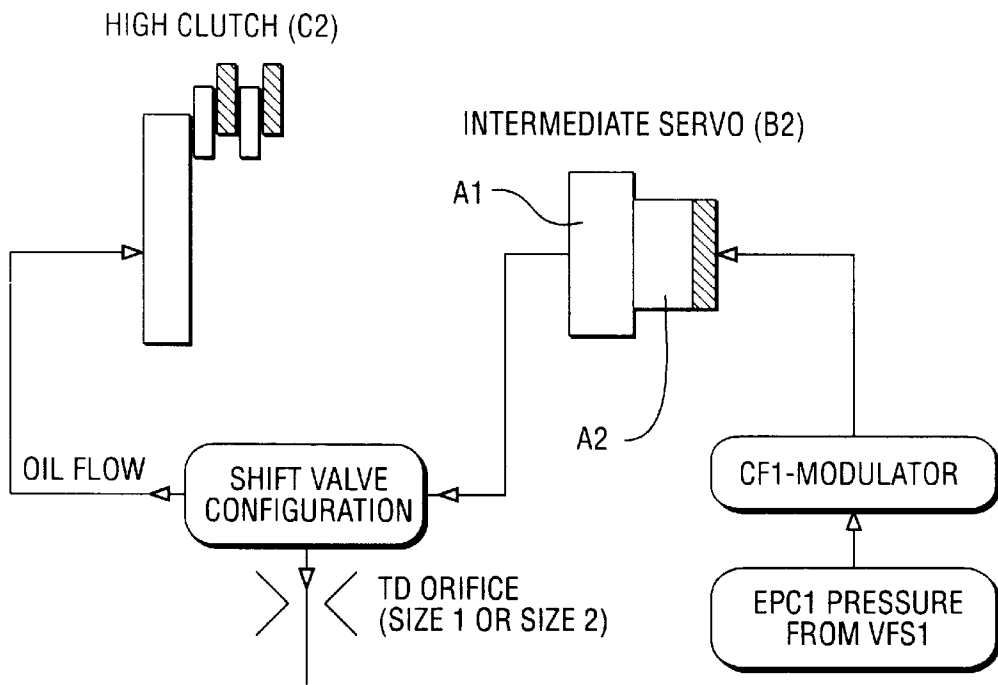 HIGH CLUTCH (C2)
INTERMEDIATE SERVO (B2)
A1
A2
OIL FLOW
SHIFT VALVE
CONFIGURATION
CF1-MODULATOR
TD ORIFICE
(SIZE 1 OR SIZE 2)
EPC1 PRESSURE
FROM VFS1